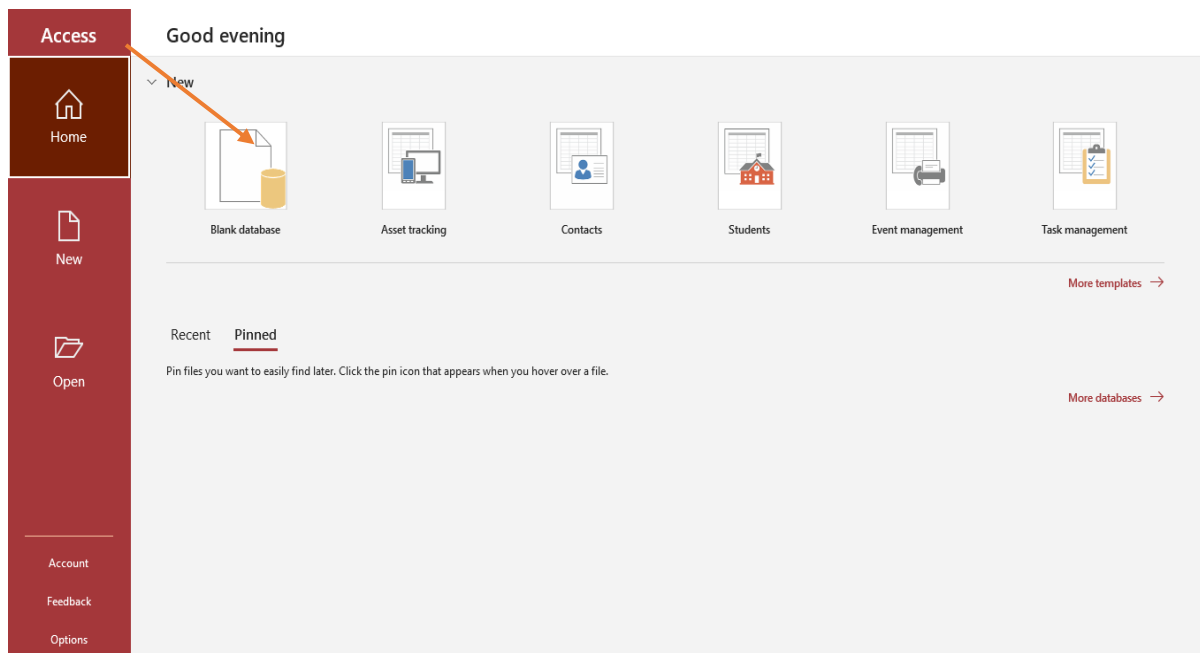 Access
Good evening
New
Home
New
Open
Blank database
Asset tracking
Contacts
Students
Event management
Task management
More templates
Recent
Pinned
Pin files you want to easily find later. Click the pin icon that appears when you hover over a file.
More databases
Account
Feedback
Options